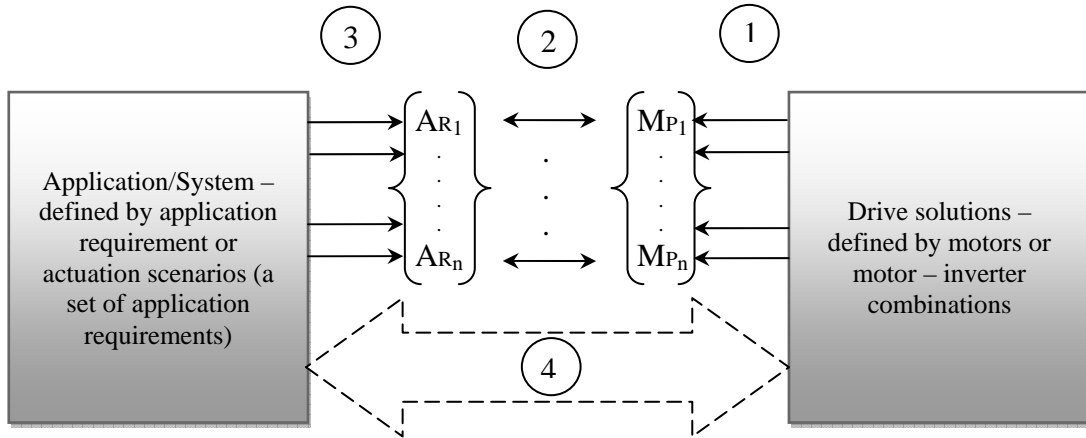 3
2
1
Application/System –
defined by application
requirement or
actuation scenarios (a
set of application
requirements)
AR1
ARn
MP1
MPn
Drive solutions –
defined by motors or
motor – inverter
combinations
4